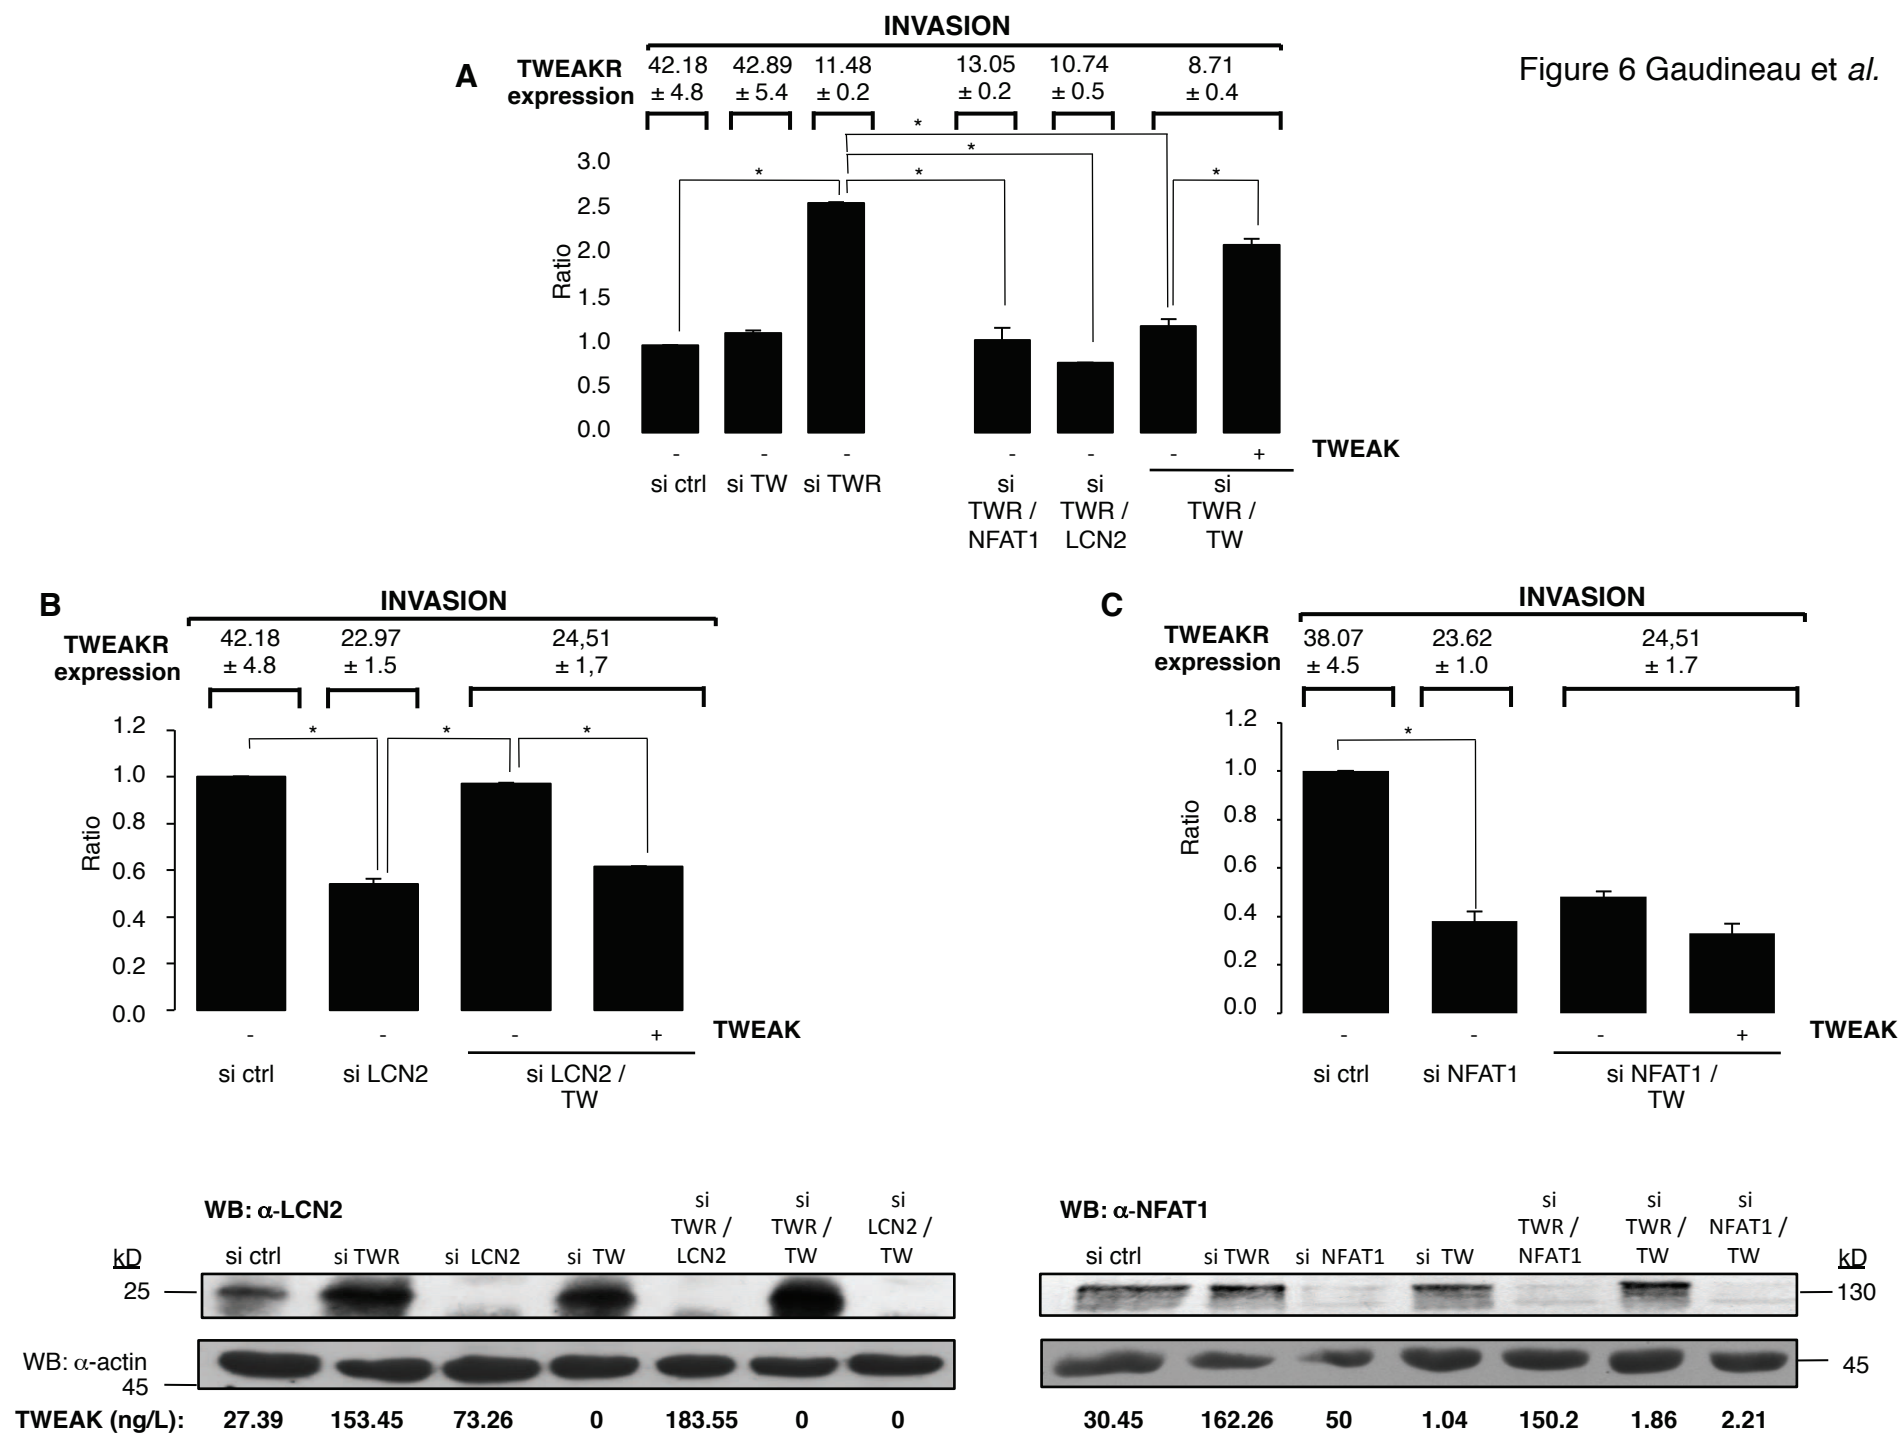 Figure 6 Gaudineau et al.
A
INVASION
TWEAKR expression
42.18 ± 4.8
42.89 ± 5.4
11.48 ± 0.2
13.05 ± 0.2
10.74 ± 0.5
8.71 ± 0.4
* * * * *
Ratio
3.0
2.5
2.0
1.5
1.0
0.5
0.0
- - - - - - + TWEAK
si ctrl
si TW
si TWR
si TWR / NFAT1
si TWR / LCN2
si TWR / TW
B
INVASION
TWEAKR expression
42.18 ± 4.8
22.97 ± 1.5
24,51 ± 1,7
* * *
Ratio
1.2
1.0
0.8
0.6
0.4
0.2
0.0
- - - + TWEAK
si ctrl
si LCN2
si LCN2 / TW
C
INVASION
TWEAKR expression
38.07 ± 4.5
23.62 ± 1.0
24,51 ± 1.7
*
Ratio
1.2
1.0
0.8
0.6
0.4
0.2
0.0
- - - + TWEAK
si ctrl
si NFAT1
si NFAT1 / TW
WB: α-LCN2
kD
si ctrl
si TWR
si LCN2
si TW
si TWR / LCN2
si TWR / TW
si LCN2 / TW
25
WB: α-actin
45
TWEAK (ng/L): 27.39 153.45 73.26 0 183.55 0 0
WB: α-NFAT1
si ctrl
si TWR
si NFAT1
si TW
si TWR / NFAT1
si TWR / TW
si NFAT1 / TW
kD
130
45
30.45 162.26 50 1.04 150.2 1.86 2.21